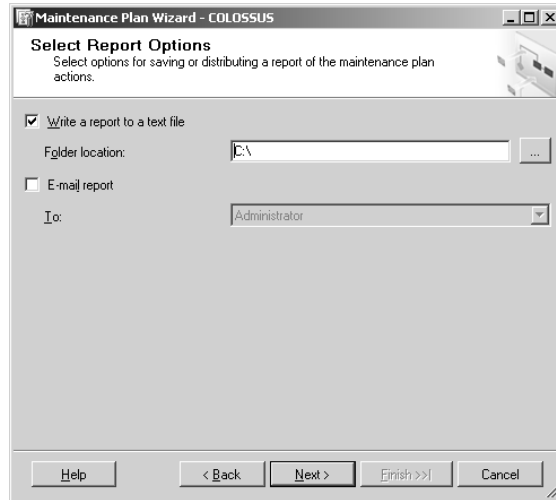 Maintenance Plan Wizard - COLOSSUS
Select Report Options
Select options for saving or distributing a report of the maintenance plan
actions.
Write a report to a text file
Folder location:
C:\
...
E-mail report
To:
Administrator
Help
< Back
Next >
Finish >>|
Cancel